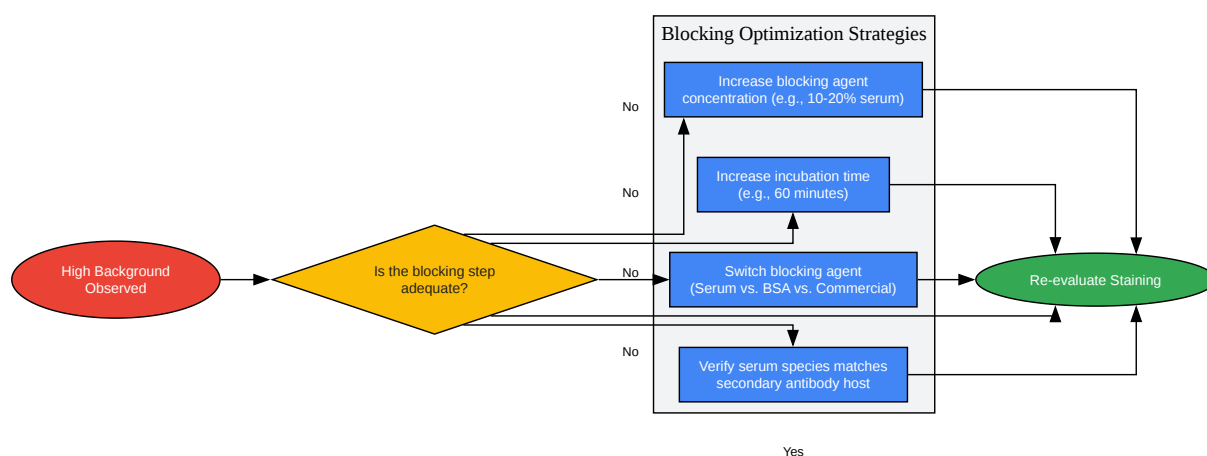 Blocking Optimization Strategies
Increase blocking agent
concentration (e.g., 10-20% serum)
No
Increase incubation time
(e.g., 60 minutes)
No
High Background
Observed
Is the blocking step
adequate?
No
Switch blocking agent
(Serum vs. BSA vs. Commercial)
Re-evaluate Staining
No
Verify serum species matches
secondary antibody host
Yes